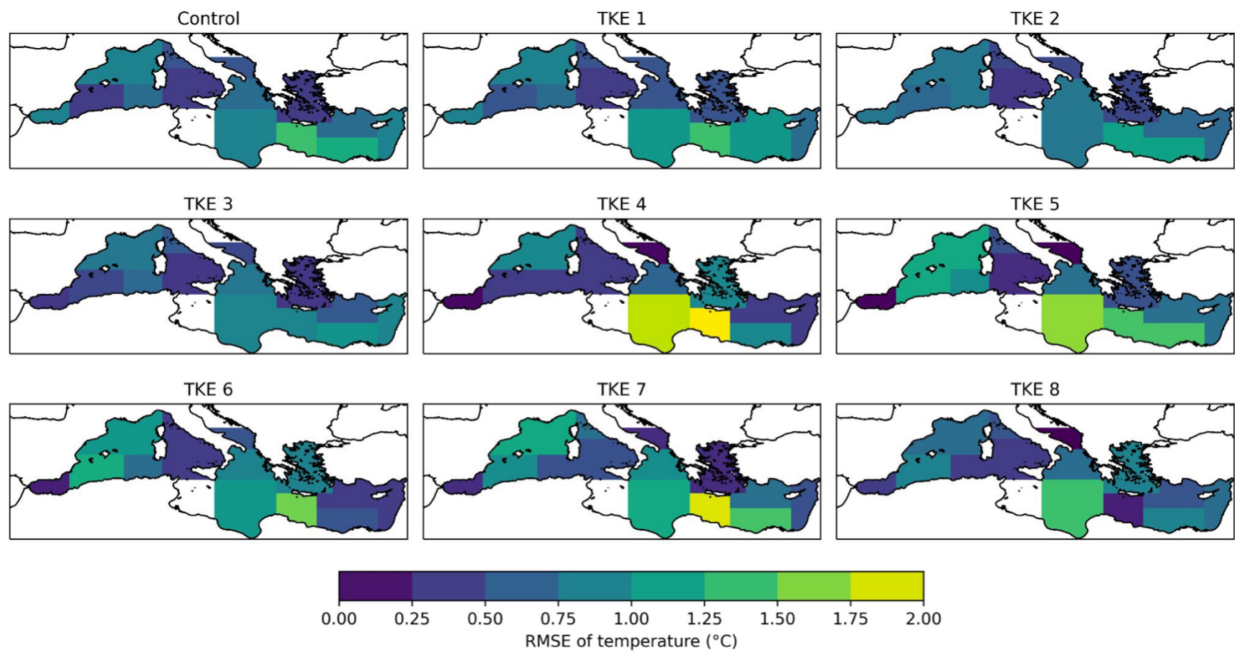 Control TKE 1 TKE 2
TKE 3 TKE 4 TKE 5
TKE 6 TKE 7 TKE 8
0.00 0.25 0.50 0.75 1.00 1.25 1.50 1.75 2.00
RMSE of temperature (°C)